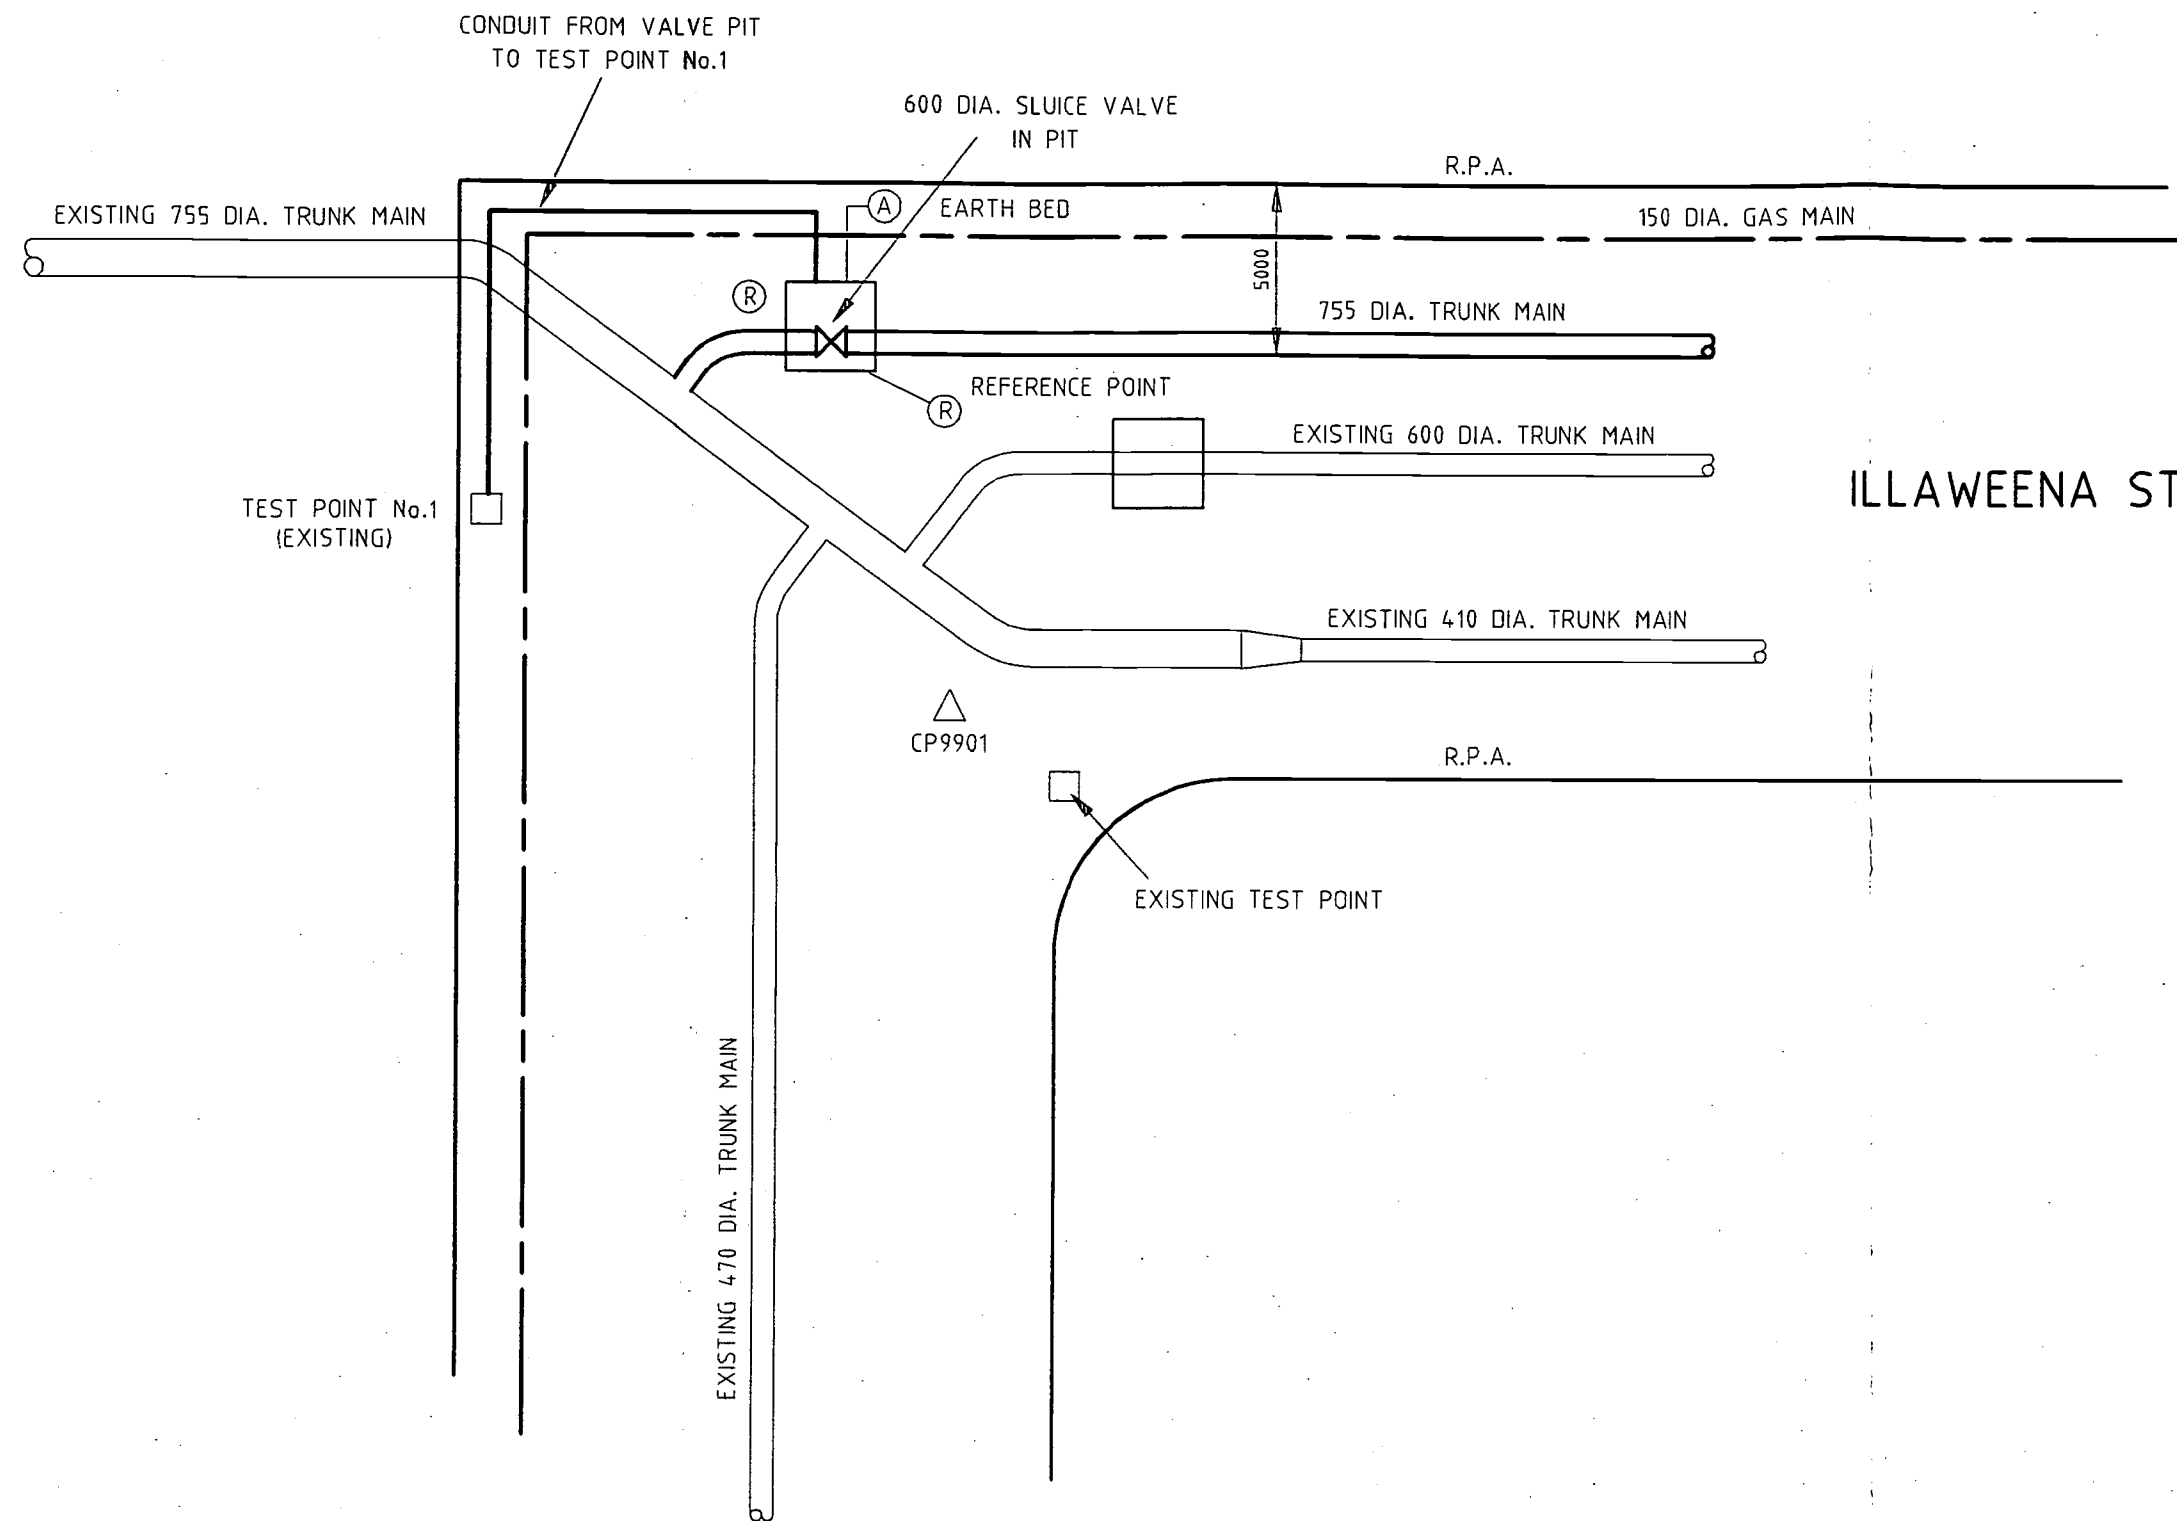 CONDUIT FROM VALVE PIT
TO TEST POINT No.1
600 DIA. SLUICE VALVE
IN PIT
R.P.A.
EXISTING 755 DIA. TRUNK MAIN
A
EARTH BED
150 DIA. GAS MAIN
5000
R
755 DIA. TRUNK MAIN
REFERENCE POINT
R
EXISTING 600 DIA. TRUNK MAIN
ILLAWEENA ST
TEST POINT No.1
(EXISTING)
EXISTING 410 DIA. TRUNK MAIN
CP9901
R.P.A.
EXISTING TEST POINT
EXISTING 470 DIA. TRUNK MAIN